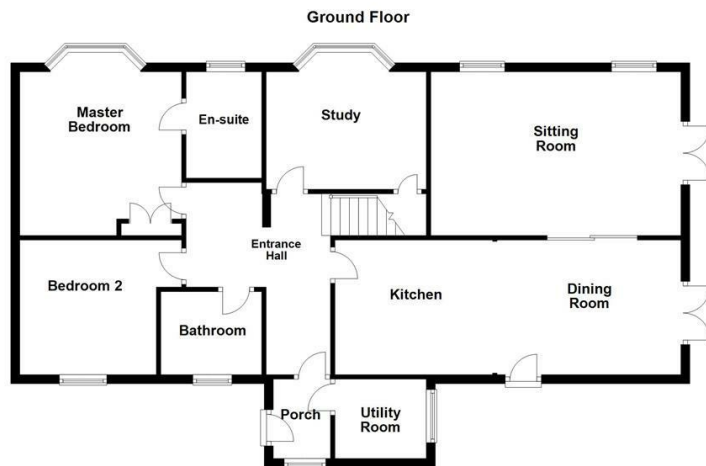 Ground Floor
Master
Bedroom
En-suite
Study
Sitting
Room
Entrance
Hall
Bedroom 2
Kitchen
Dining
Room
Bathroom
Porch
Utility
Room